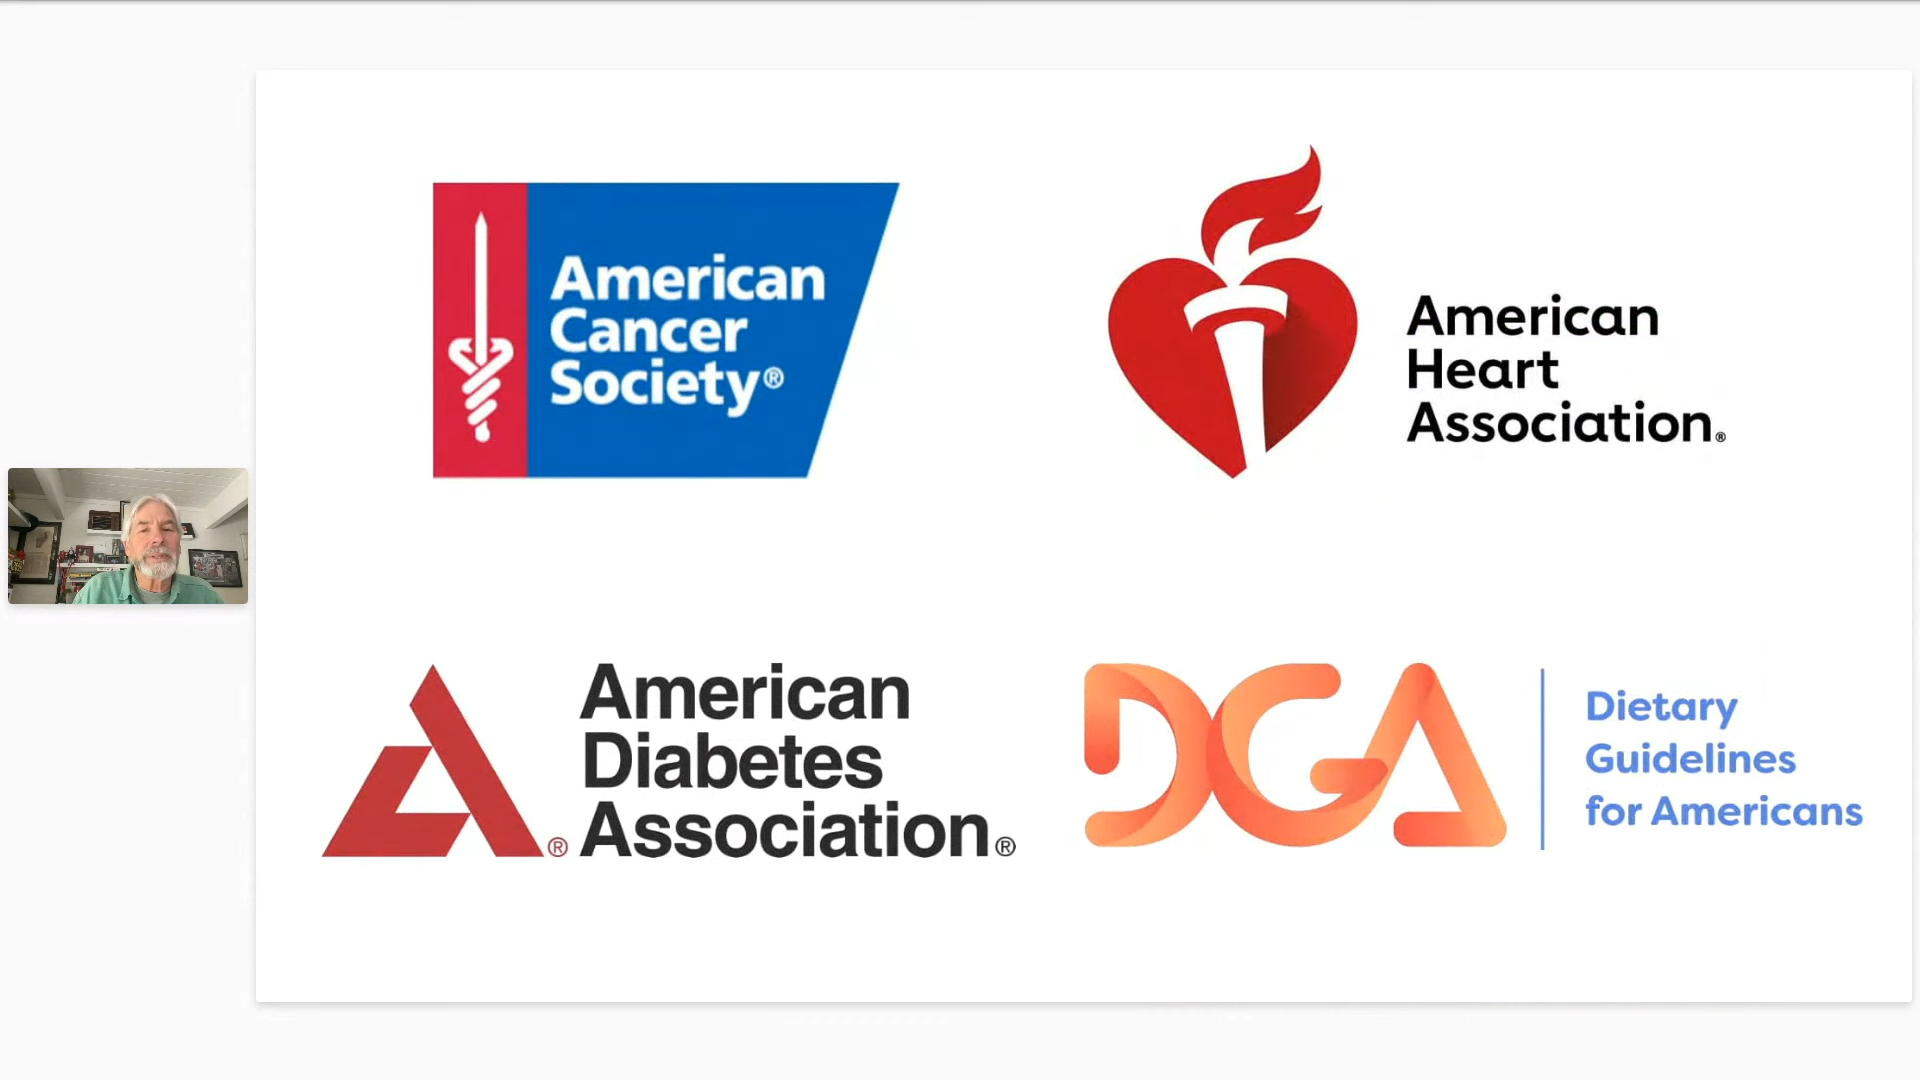 American
Cancer
Society®
American
Heart
Association®
American
Diabetes
Association®
®
DGA
Dietary
Guidelines
for Americans